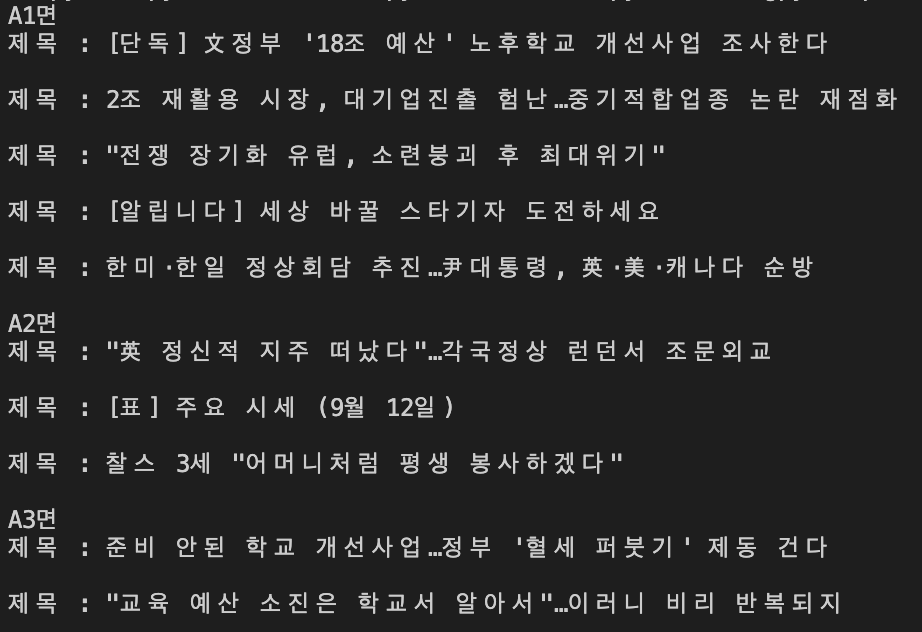 A1면
제목 : [단독] 文정부 '18조 예산' 노후학교 개선사업 조사한다
제목 : 2조 재활용 시장, 대기업진출 험난…중기적합업종 논란 재점화
제목 : "전쟁 장기화 유럽, 소련붕괴 후 최대위기"
제목 : [알립니다] 세상 바꿀 스타기자 도전하세요
제목 : 한미·한일 정상회담 추진…尹대통령, 英·美·캐나다 순방
A2면
제목 : "英 정신적 지주 떠났다"…각국정상 런던서 조문외교
제목 : [표] 주요 시세 (9월 12일)
제목 : 찰스 3세 "어머니처럼 평생 봉사하겠다"
A3면
제목 : 준비 안된 학교 개선사업…정부 '혈세 퍼붓기' 제동 건다
제목 : "교육 예산 소진은 학교서 알아서"…이러니 비리 반복되지